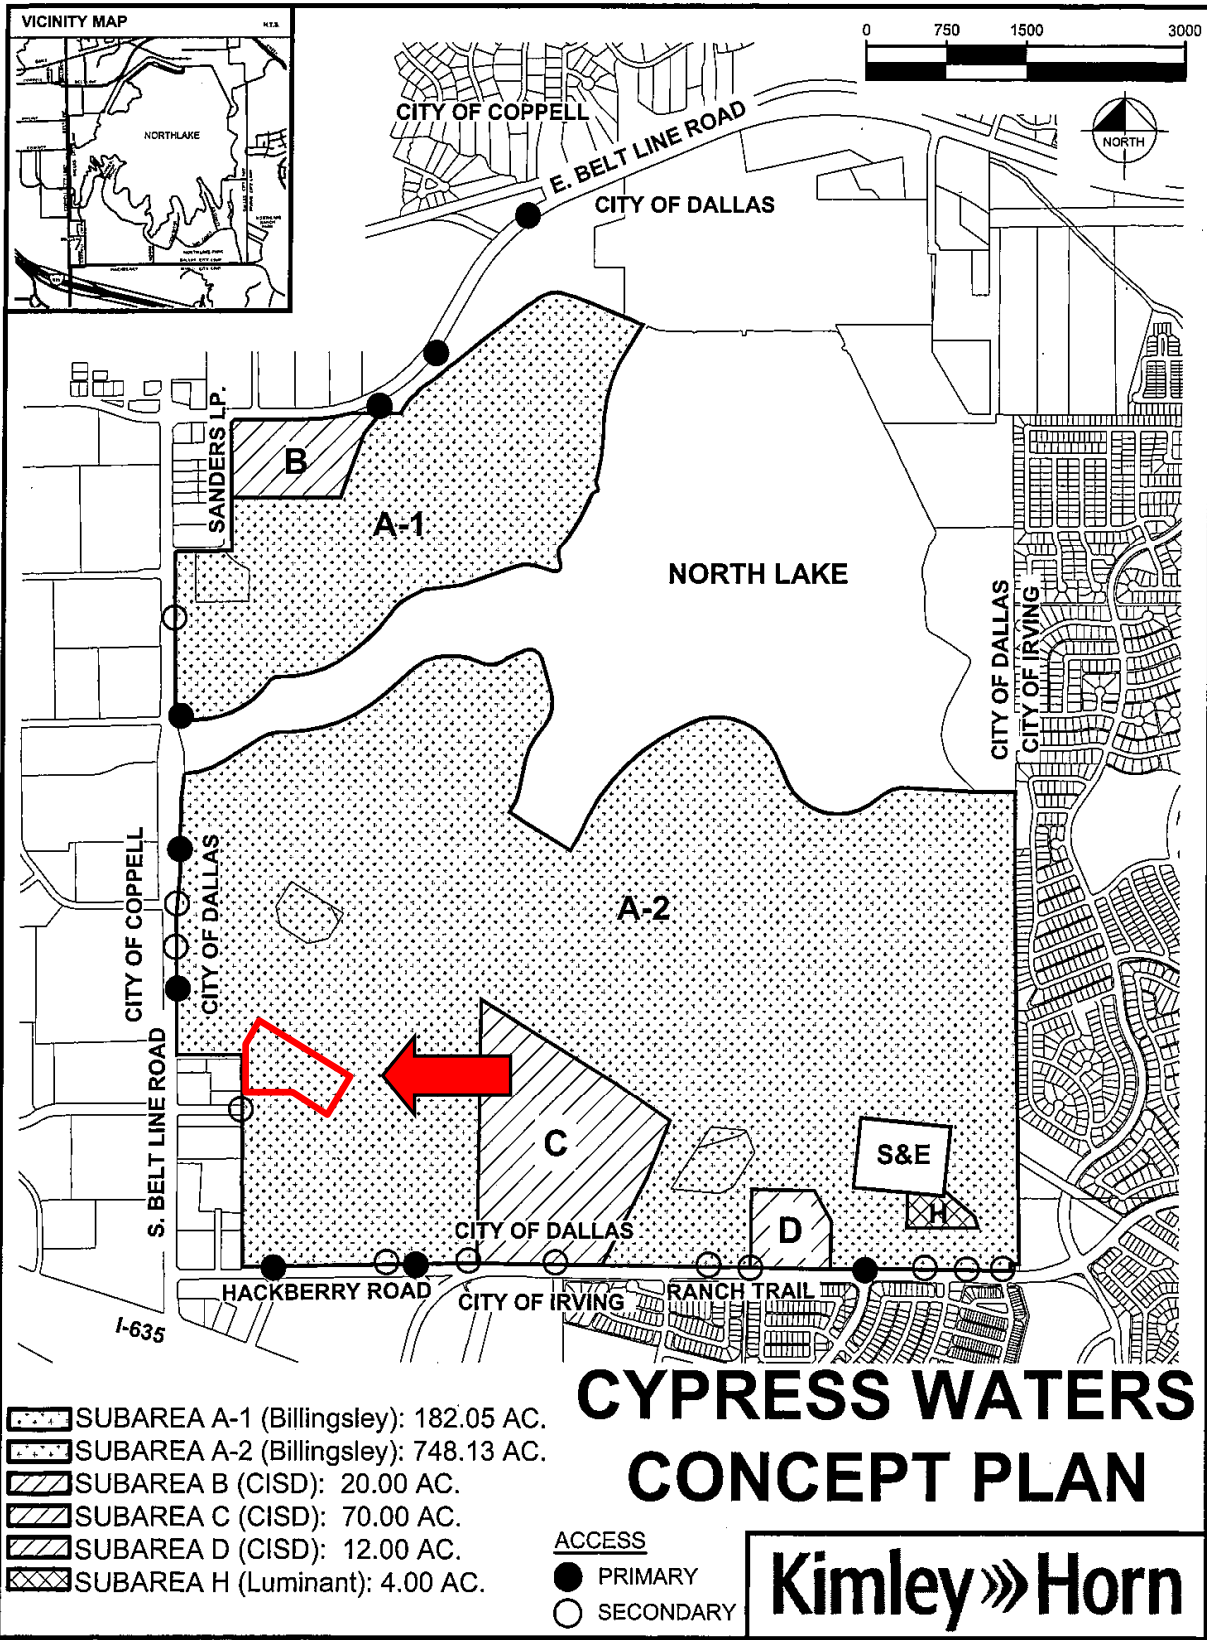 VICINITY MAP
N.T.S.
NORTHLAKE
0 750 1500 3000
NORTH
CITY OF COPPELL
E. BELT LINE ROAD
CITY OF DALLAS
SANDERS LP.
B
A-1
NORTH LAKE
CITY OF DALLAS
CITY OF IRVING
CITY OF COPPELL
CITY OF DALLAS
A-2
S. BELT LINE ROAD
C
S&E
H
D
CITY OF DALLAS
HACKBERRY ROAD
CITY OF IRVING
RANCH TRAIL
I-635
CYPRESS WATERS
CONCEPT PLAN
SUBAREA A-1 (Billingsley): 182.05 AC.
SUBAREA A-2 (Billingsley): 748.13 AC.
SUBAREA B (CISD): 20.00 AC.
SUBAREA C (CISD): 70.00 AC.
SUBAREA D (CISD): 12.00 AC.
SUBAREA H (Luminant): 4.00 AC.
ACCESS
PRIMARY
SECONDARY
Kimley»Horn